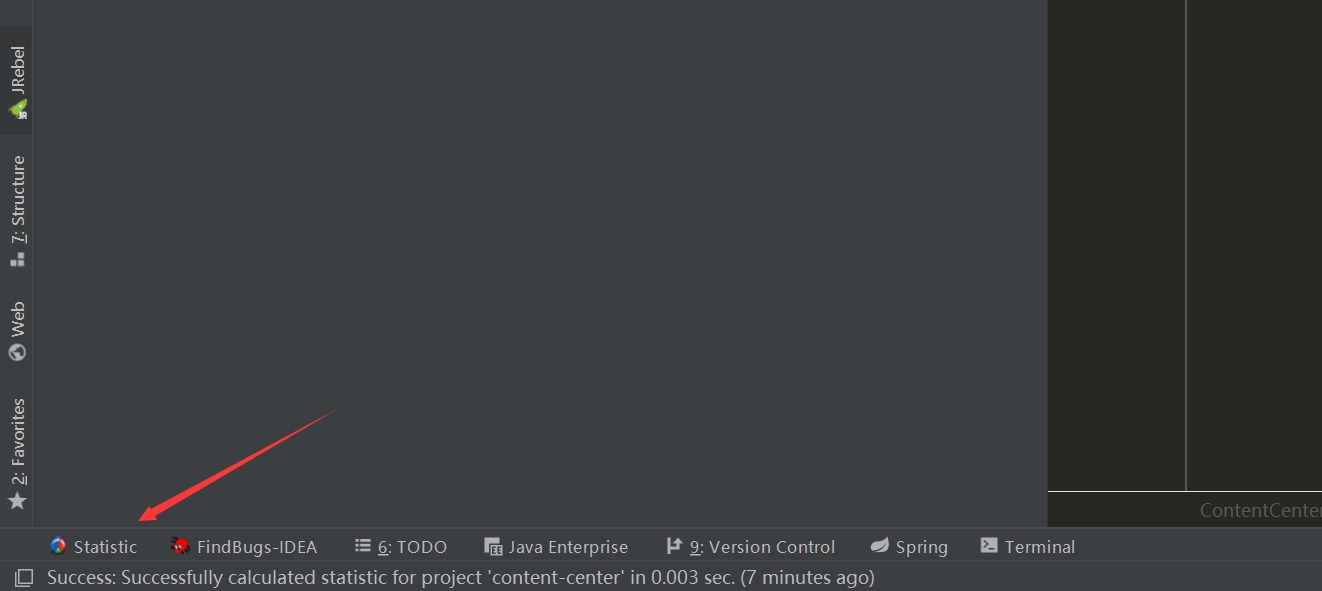 JRebel
7: Structure
Web
2: Favorites
ContentCenter
Statistic
FindBugs-IDEA
6: TODO
Java Enterprise
9: Version Control
Spring
Terminal
Success: Successfully calculated statistic for project 'content-center' in 0.003 sec. (7 minutes ago)